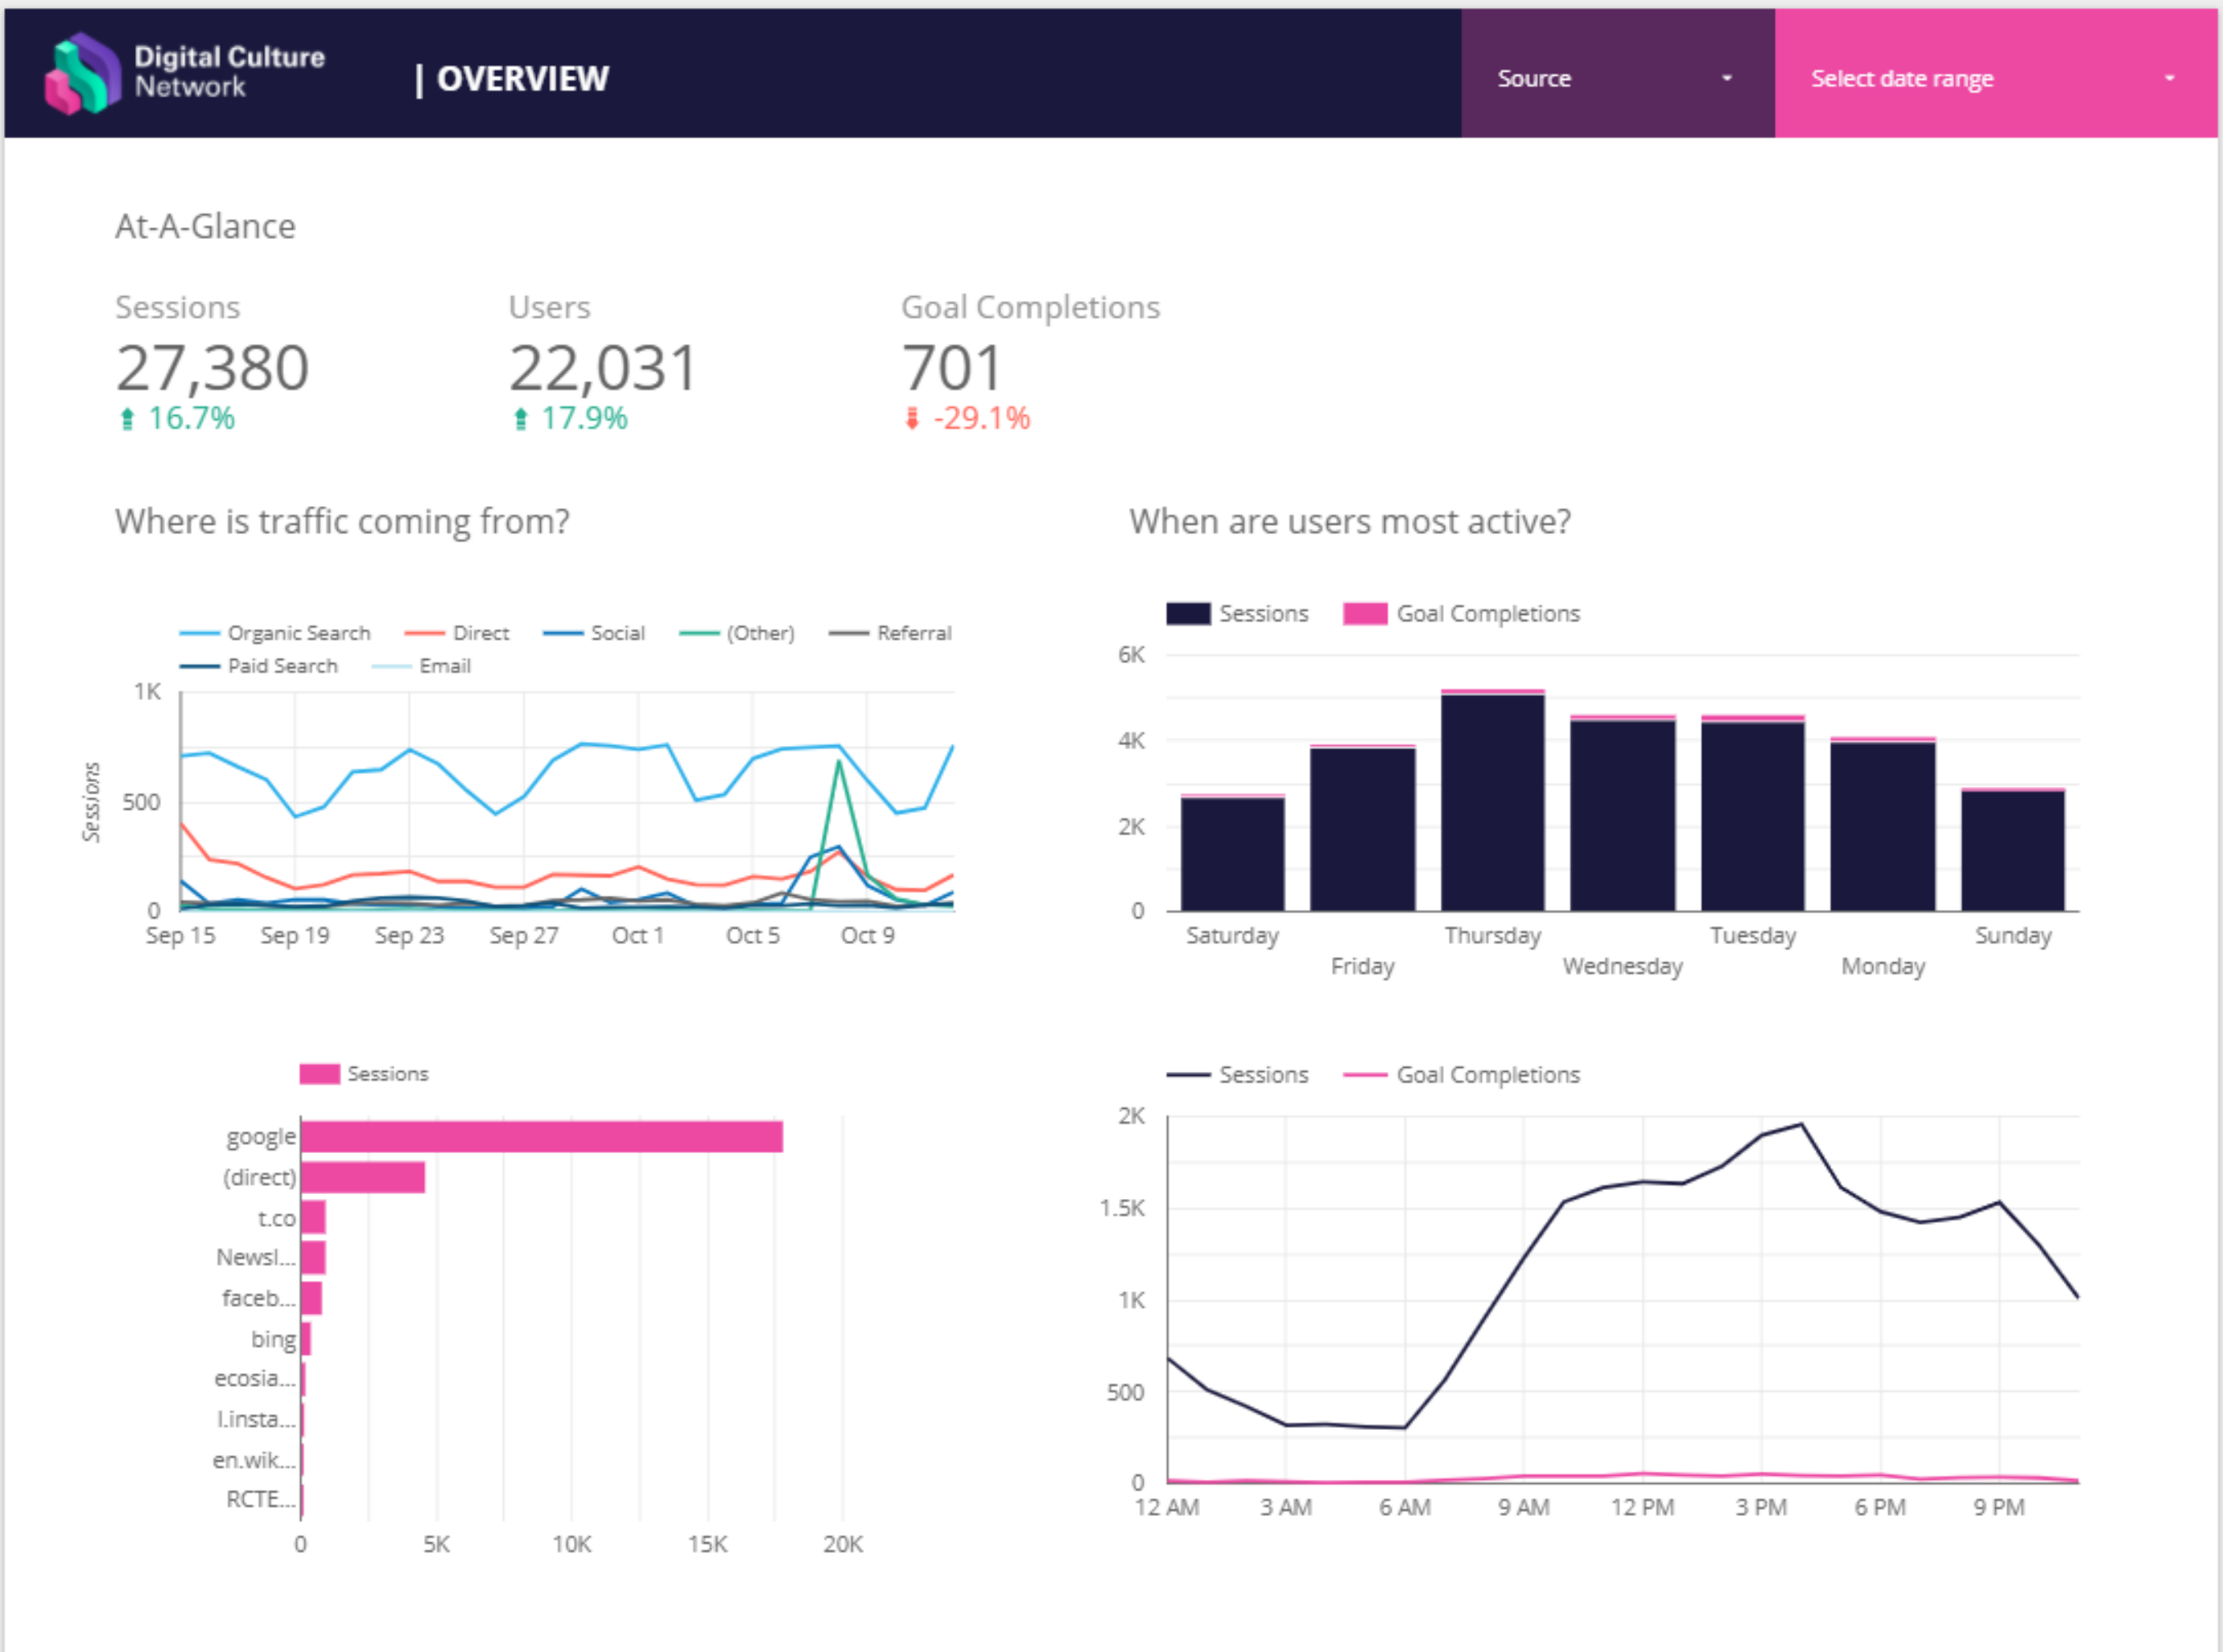 Digital Culture
Network
| OVERVIEW
Source
Select date range
At-A-Glance
Sessions
27,380
16.7%
Users
22,031
17.9%
Goal Completions
701
-29.1%
Where is traffic coming from?
Organic Search Direct Social (Other) Referral
Paid Search Email
Sessions
1K
500
0
Sep 15 Sep 19 Sep 23 Sep 27 Oct 1 Oct 5 Oct 9
When are users most active?
Sessions Goal Completions
6K
4K
2K
0
Saturday Thursday Tuesday Sunday
Friday Wednesday Monday
Sessions
google
(direct)
t.co
Newsl...
faceb...
bing
ecosia...
l.insta...
en.wik...
RCTE...
0 5K 10K 15K 20K
Sessions Goal Completions
2K
1.5K
1K
500
0
12 AM 3 AM 6 AM 9 AM 12 PM 3 PM 6 PM 9 PM